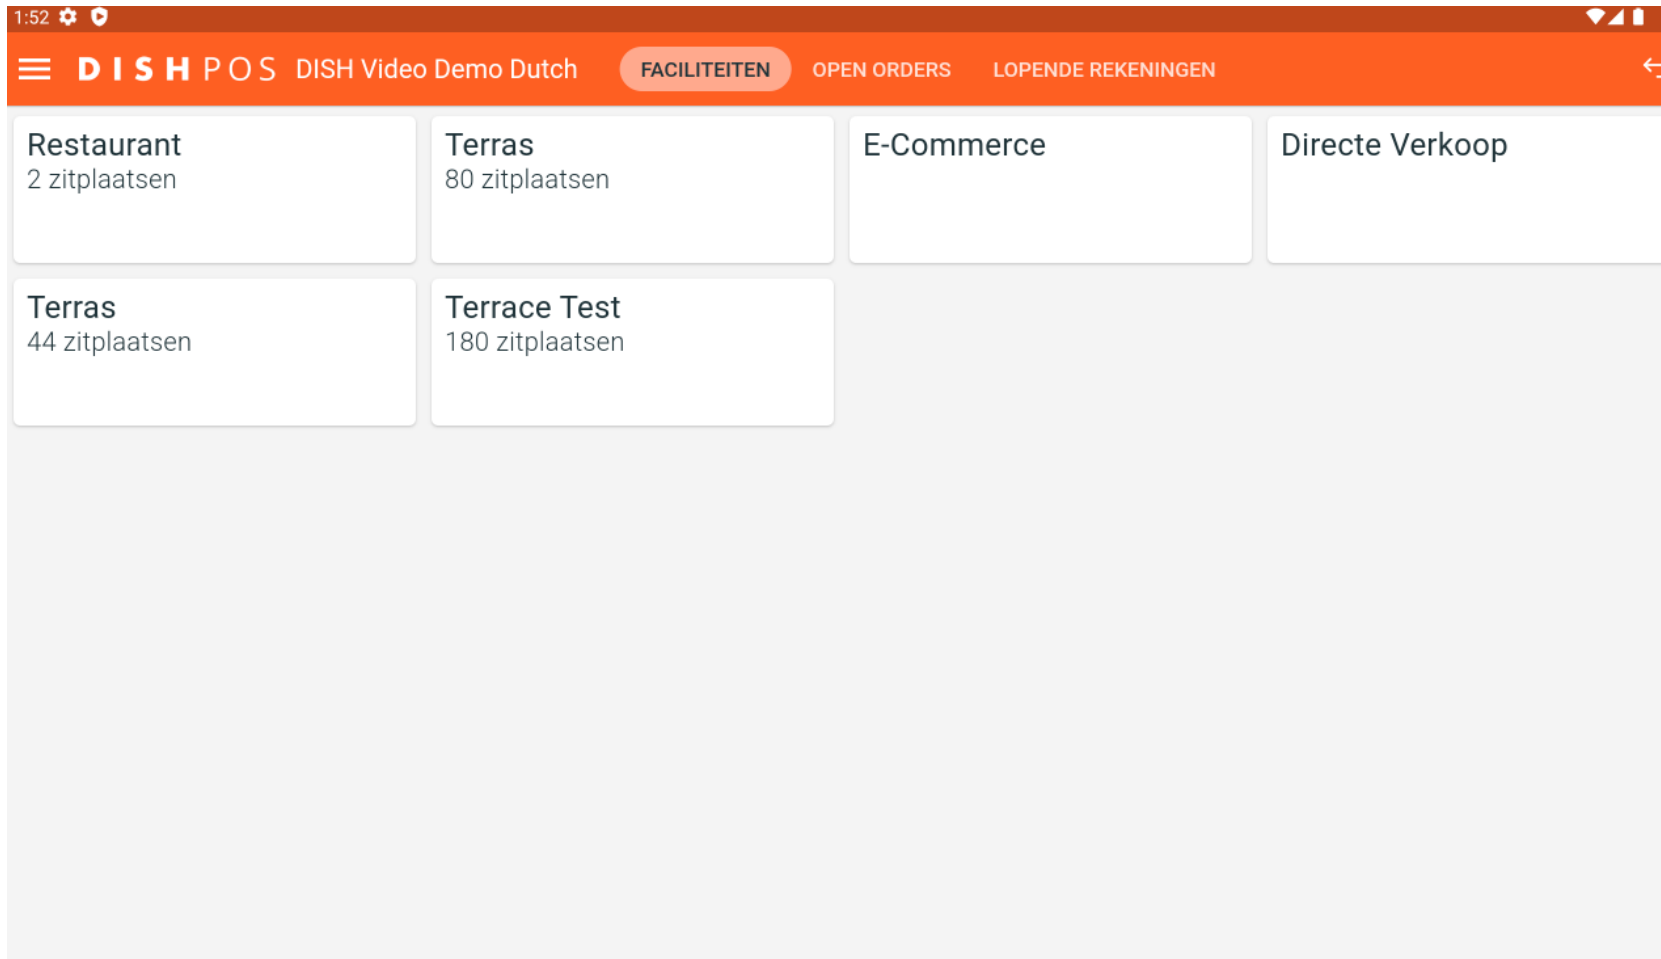 1:52
DISH POS DISH Video Demo Dutch FACILITEITEN OPEN ORDERS LOPENDE REKENINGEN
Restaurant
2 zitplaatsen
Terras
80 zitplaatsen
E-Commerce
Directe Verkoop
Terras
44 zitplaatsen
Terrace Test
180 zitplaatsen